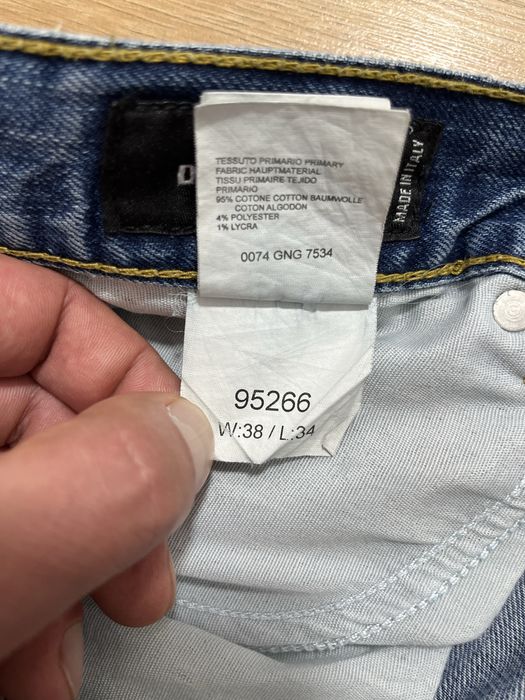 TESSUTO PRIMARIO PRIMARY
FABRIC HAUPTMATERIAL
TISSU PRIMAIRE TEJIDO
PRIMARIO
95% COTONE COTTON BAUMWOLLE
COTON ALGODON
4% POLYESTER
1% LYCRA
0074 GNG 7534
MADE IN ITALY
95266
W:38 / L:34